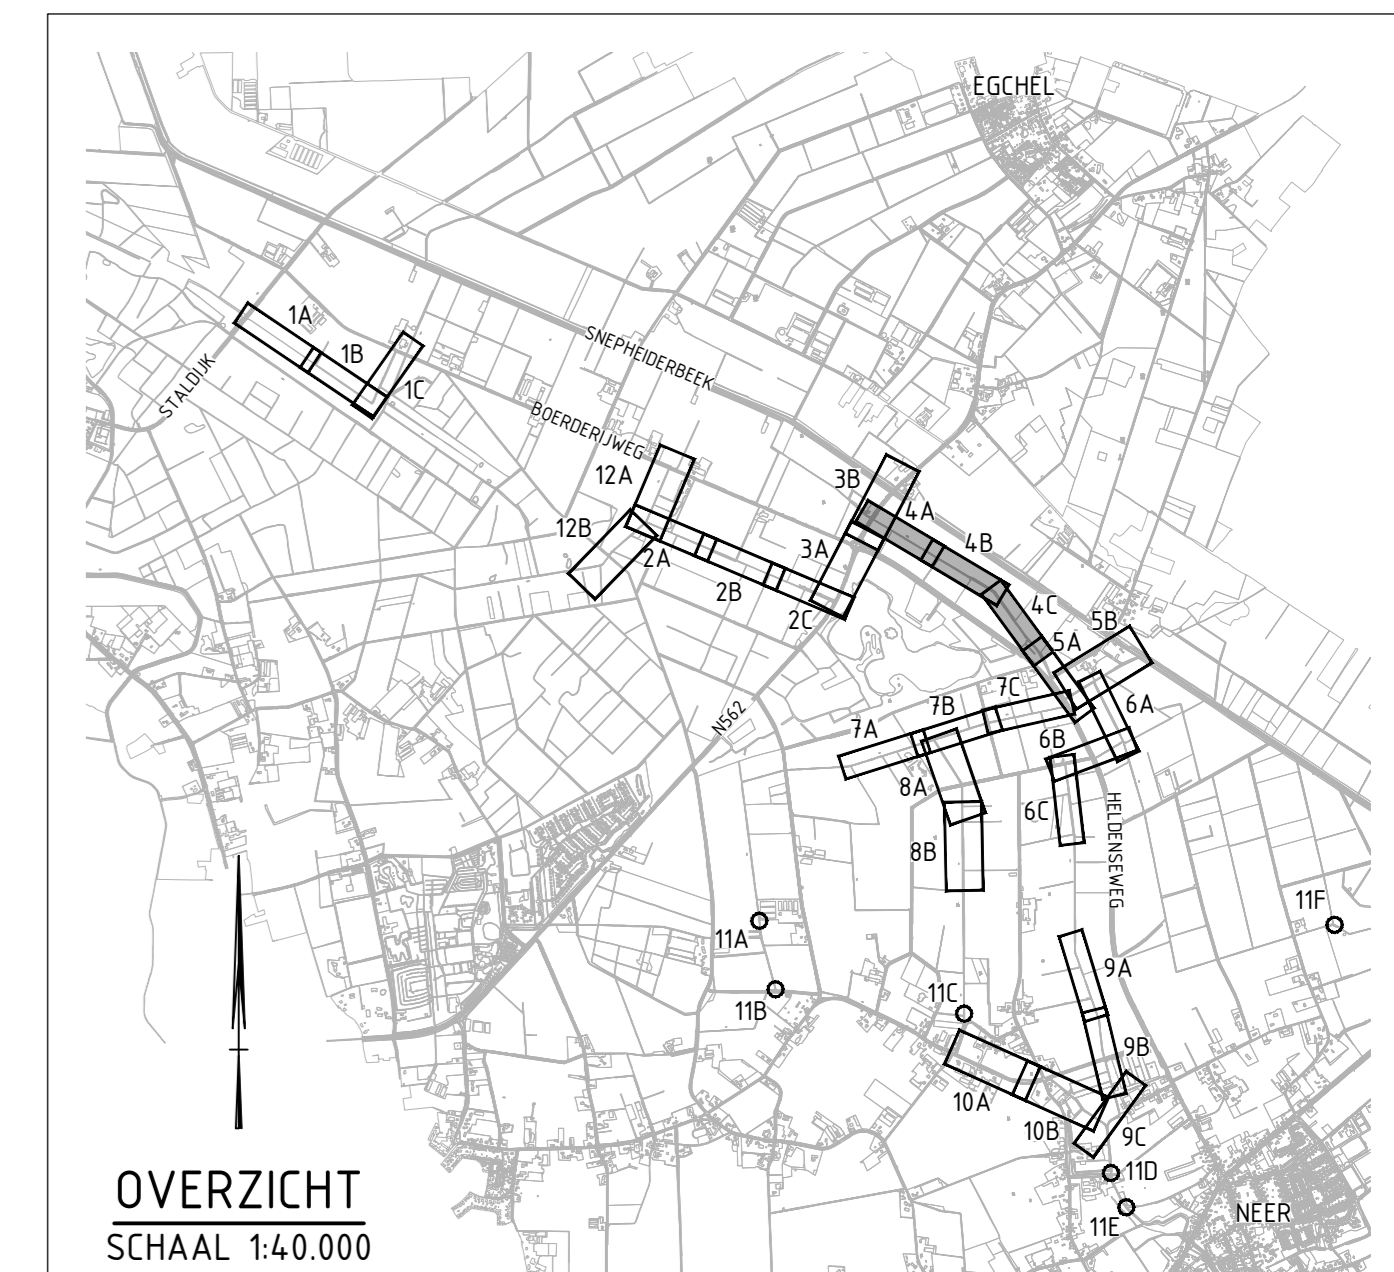 EGCHEL
1A
1B
1C
STALDIJK
SNEPHEIDERBEEK
BOERDERIJWEG
12A
12B
2A
2B
2C
3B
3A
4A
4B
4C
5A
5B
6A
7C
7B
7A
N562
6B
8A
6C
8B
HELDENSEWEG
11F
11A
11B
11C
9A
9B
10A
10B
9C
11D
11E
NEER
OVERZICHT
SCHAAL 1:40.000